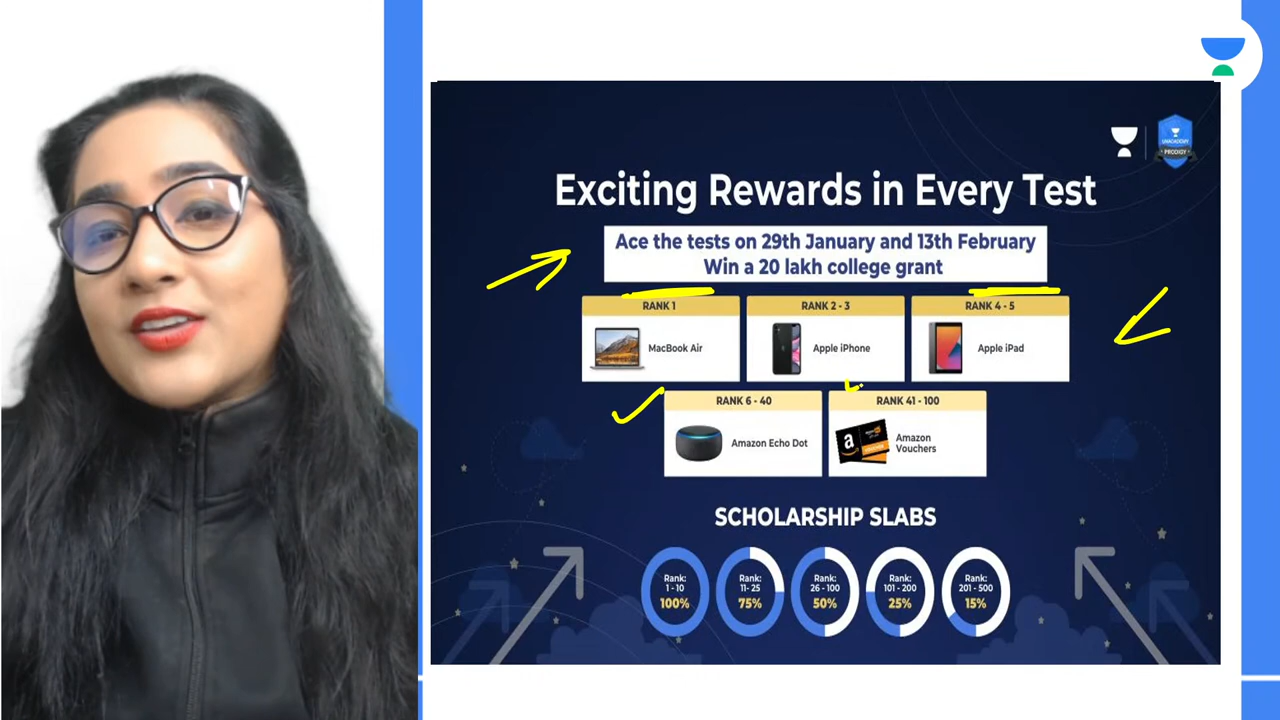 UNACADEMY
PRODIGY
Exciting Rewards in Every Test
Ace the tests on 29th January and 13th February
Win a 20 lakh college grant
RANK 1
MacBook Air
RANK 2 - 3
Apple iPhone
RANK 4 - 5
Apple iPad
RANK 6 - 40
Amazon Echo Dot
RANK 41 - 100
a
Amazon
Vouchers
SCHOLARSHIP SLABS
Rank:
1 - 10
100%
Rank:
11- 25
75%
Rank:
26 - 100
50%
Rank:
101 - 200
25%
Rank:
201 - 500
15%